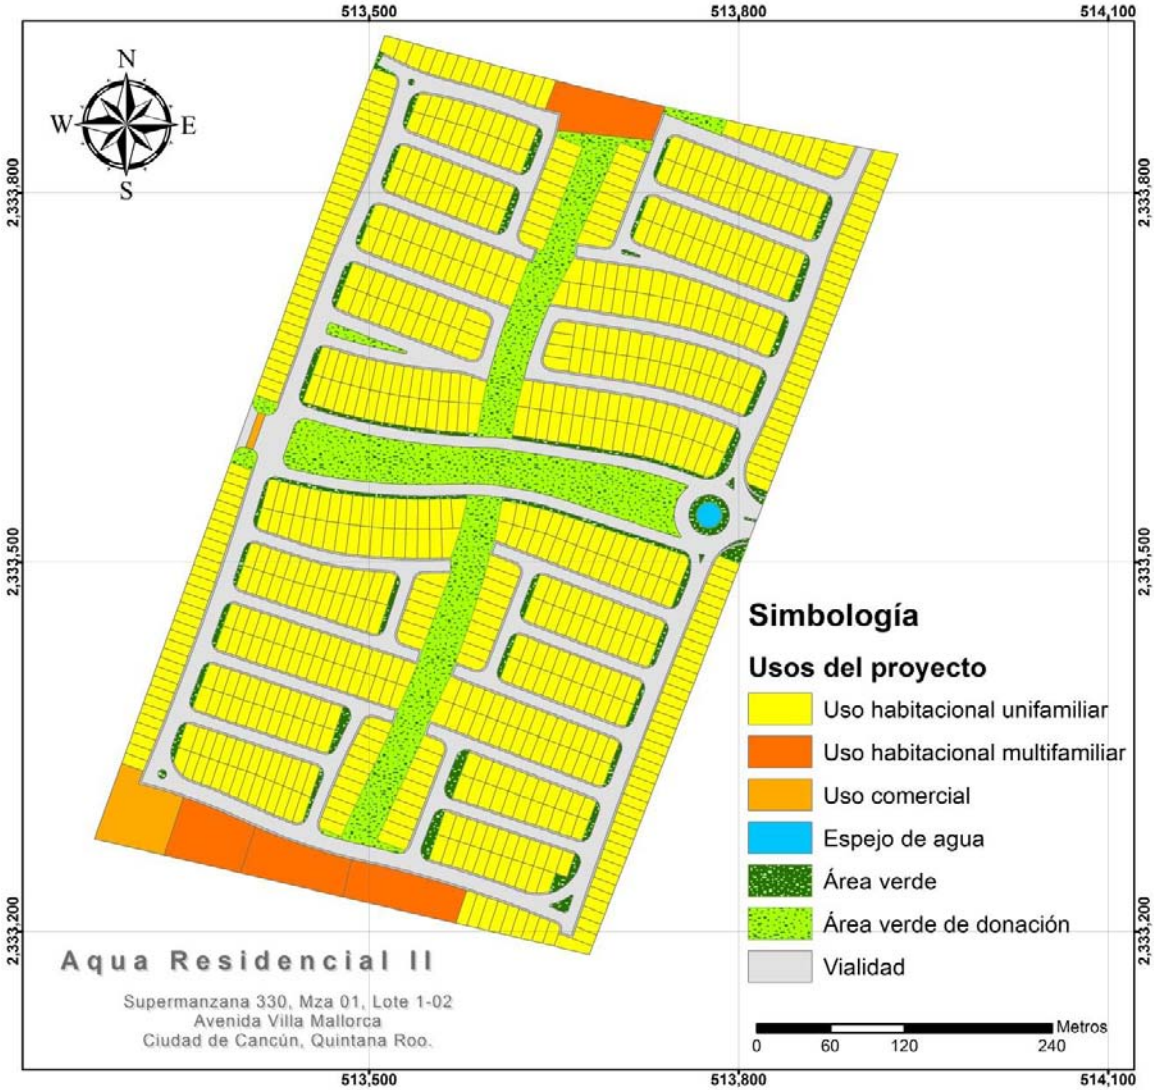 513,500
513,800
514,100
N
W
E
S
2,333,800
2,333,800
2,333,500
2,333,500
Simbología
Usos del proyecto
Uso habitacional unifamiliar
Uso habitacional multifamiliar
Uso comercial
Espejo de agua
Área verde
Área verde de donación
Vialidad
2,333,200
2,333,200
Aqua Residencial II
Supermanzana 330, Mza 01, Lote 1-02
Avenida Villa Mallorca
Ciudad de Cancún, Quintana Roo.
Metros
0
60
120
240
513,500
513,800
514,100